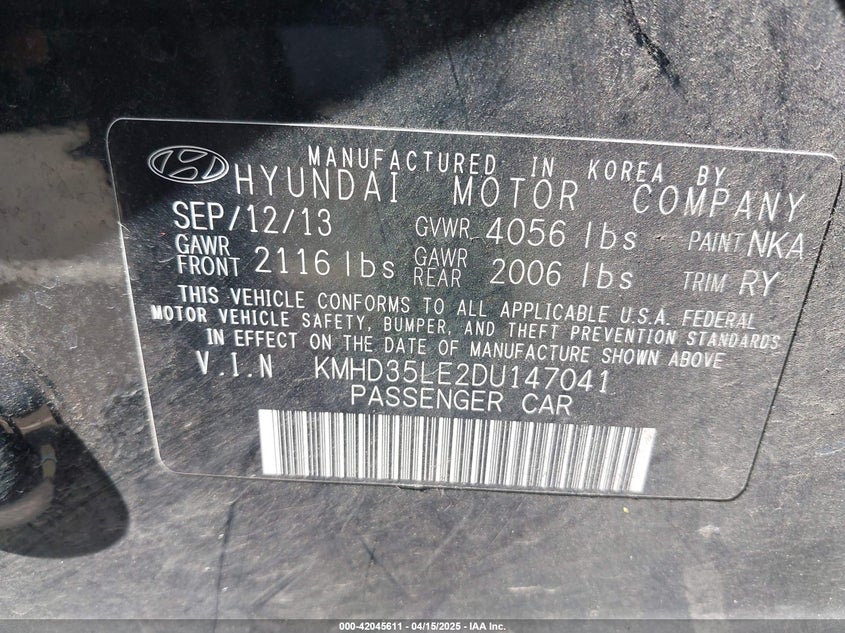 MANUFACTURED IN KOREA BY
HYUNDAI MOTOR COMPANY
SEP/12/13 GVWR 4056 lbs PAINT NKA
GAWR FRONT 2116 lbs GAWR REAR 2006 lbs TRIM RY
THIS VEHICLE CONFORMS TO ALL APPLICABLE U.S.A. FEDERAL
MOTOR VEHICLE SAFETY, BUMPER, AND THEFT PREVENTION STANDARDS
IN EFFECT ON THE DATE OF MANUFACTURE SHOWN ABOVE
V.I.N KMHD35LE2DU147041
PASSENGER CAR
000-42045611 - 04/15/2025 - IAA Inc.